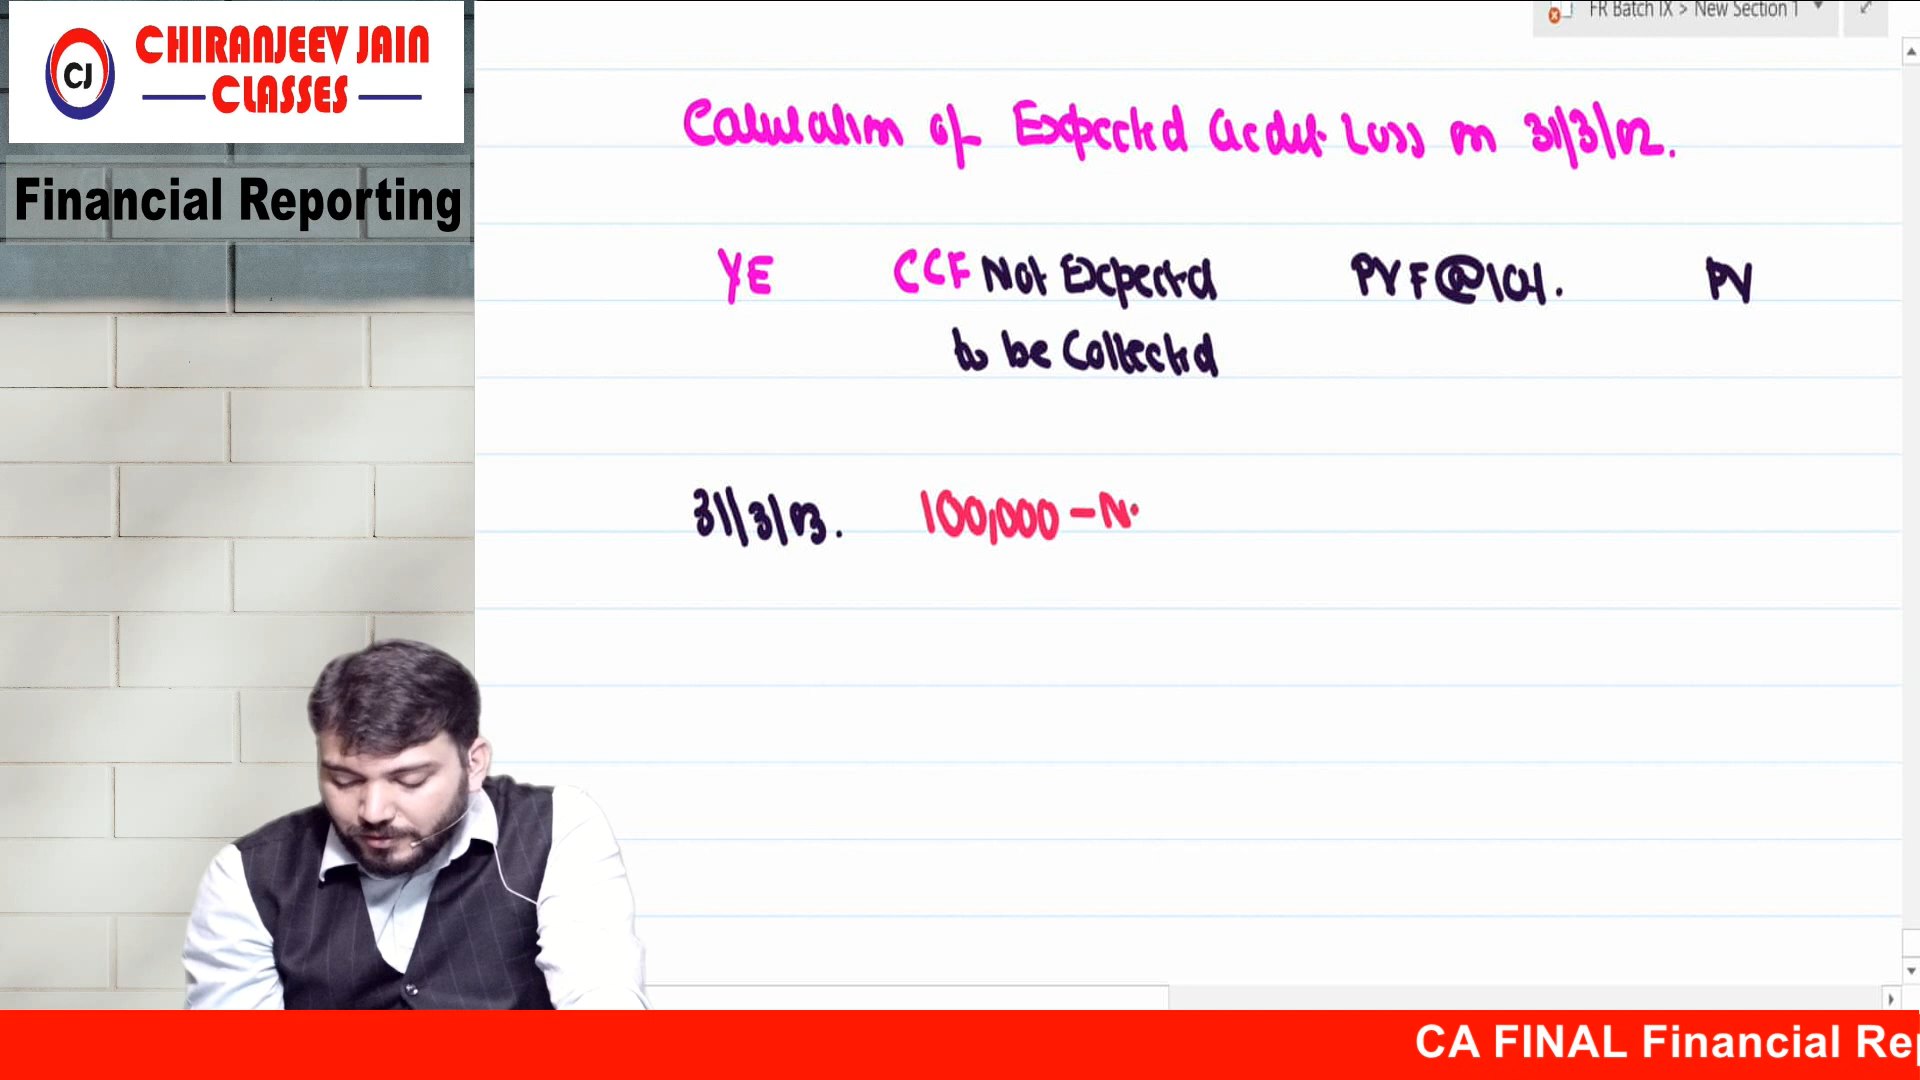 FR Batch IX > New Section 1
CHIRANJEEV JAIN
CJ
CLASSES
Financial Reporting
Calculation of Expected Credit Loss on 31/3/02.
YE CCF Not Expected PVF@10%. PV
to be Collected
31/3/03. 100,000 - N
CA FINAL Financial Rep